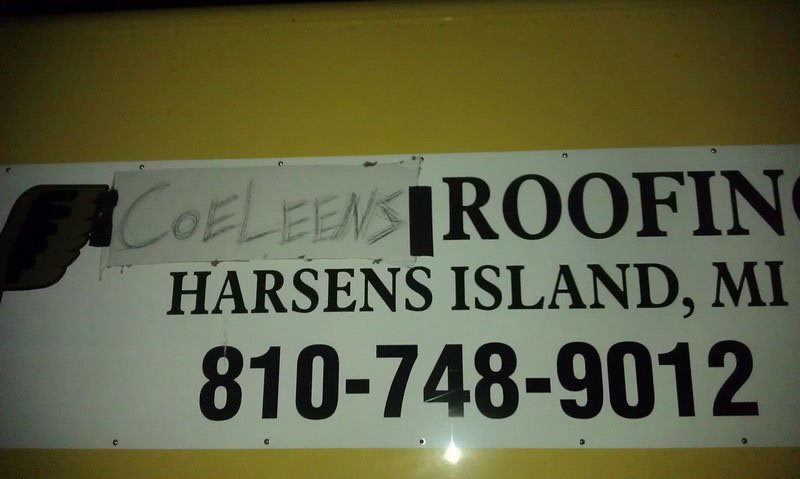 COELEENS ROOFIN
HARSENS ISLAND, MI
810-748-9012